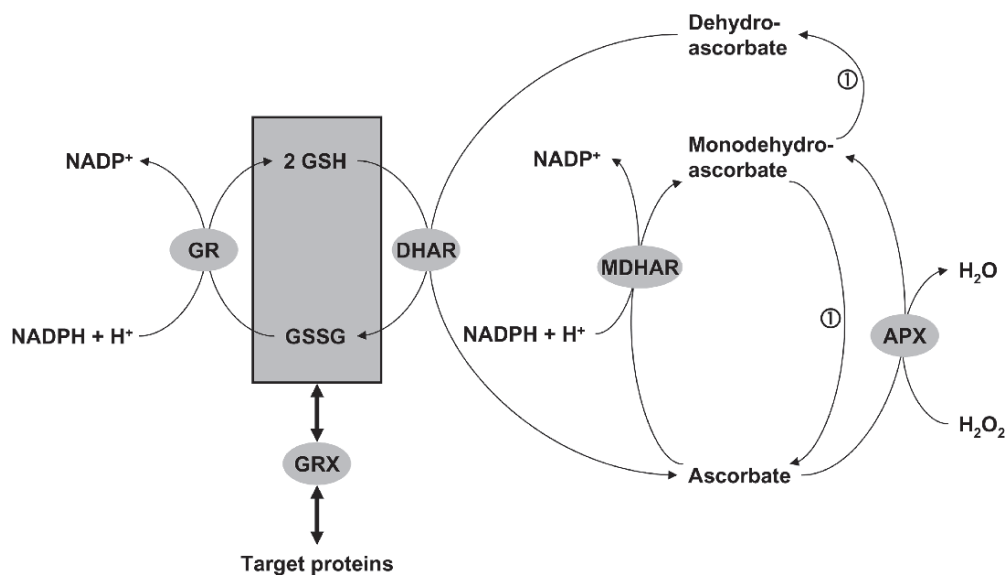 Dehydro-
ascorbate
①
NADP⁺
2 GSH
NADP⁺
Monodehydro-
ascorbate
GR
DHAR
MDHAR
H₂O
NADPH + H⁺
GSSG
NADPH + H⁺
①
APX
H₂O₂
GRX
Ascorbate
Target proteins